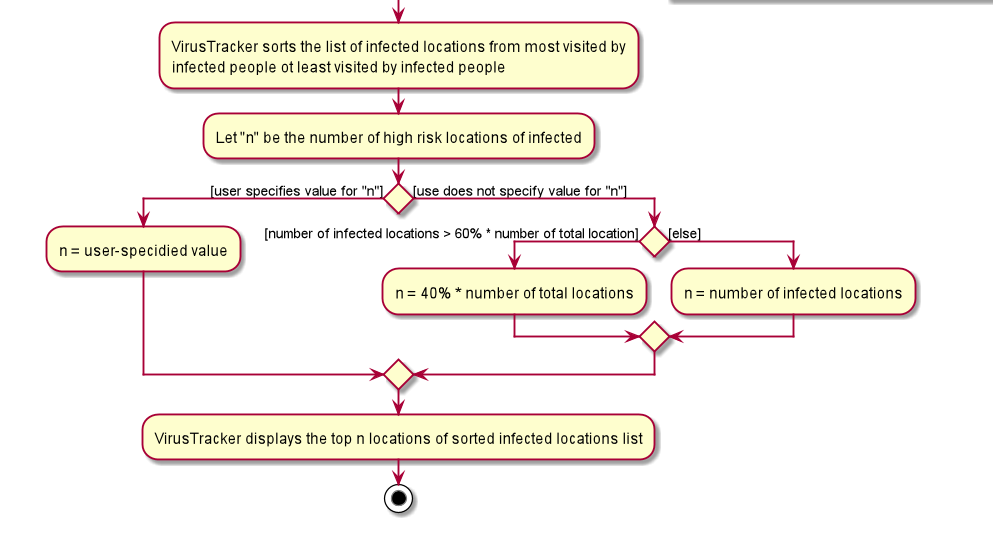 VirusTracker sorts the list of infected locations from most visited by
infected people ot least visited by infected people
Let "n" be the number of high risk locations of infected
[user specifies value for "n"]
[use does not specify value for "n"]
n = user-specidied value
[number of infected locations > 60% * number of total location]
[else]
n = 40% * number of total locations
n = number of infected locations
VirusTracker displays the top n locations of sorted infected locations list